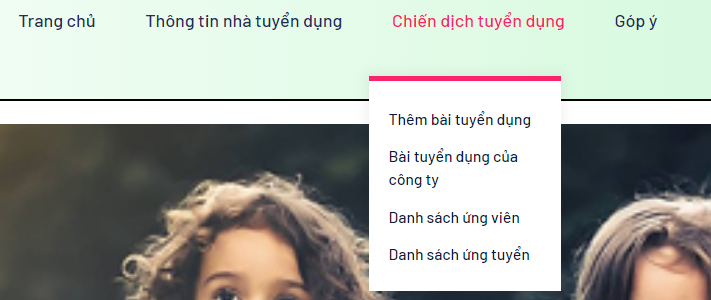 Trang chủ Thông tin nhà tuyển dụng Chiến dịch tuyển dụng Góp ý
Thêm bài tuyển dụng
Bài tuyển dụng của
công ty
Danh sách ứng viên
Danh sách ứng tuyển